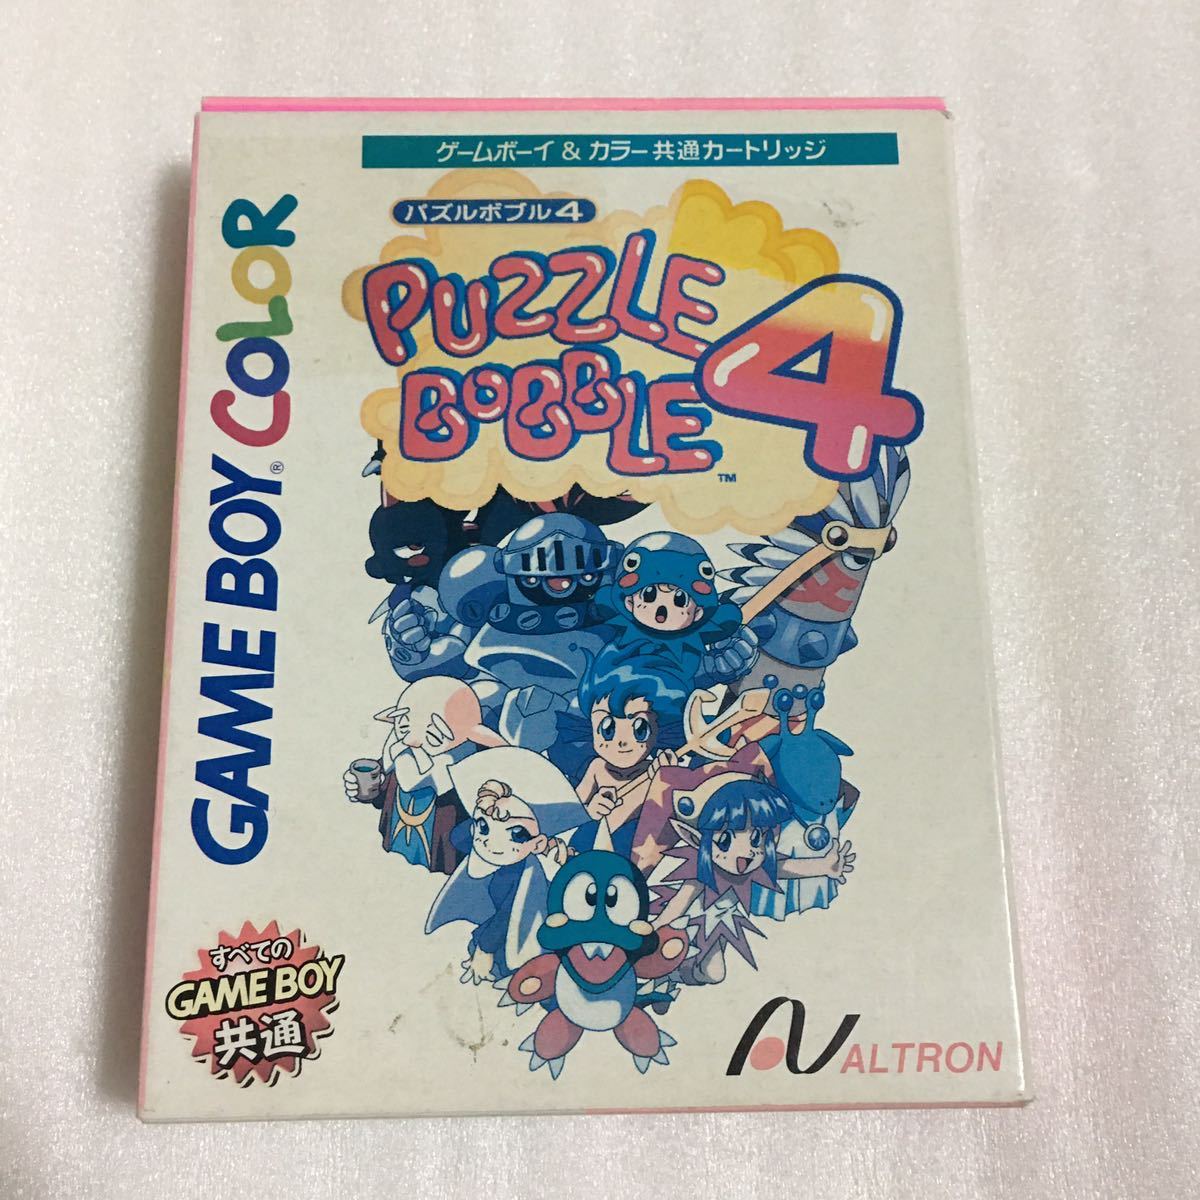 ゲームボーイ & カラー共通カートリッジ
パズルボブル4
PUZZLE
BOBBLE 4
TM
GAME BOY® COLOR
すべての
GAME BOY
共通
ALTRON